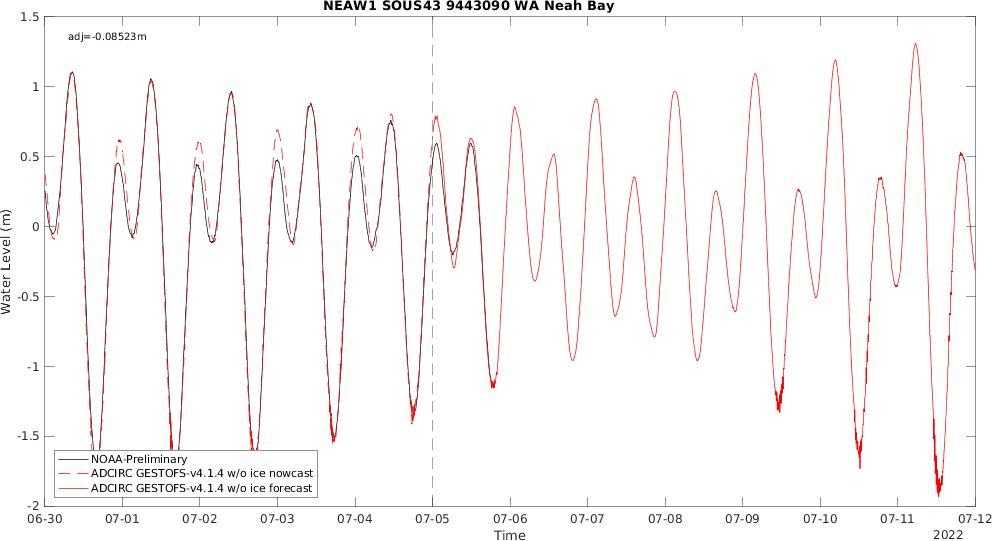 NEAW1 SOUS43 9443090 WA Neah Bay
adj=-0.08523m
1.5
1
0.5
0
-0.5
-1
-1.5
-2
Water Level (m)
NOAA-Preliminary
ADCIRC GESTOFS-v4.1.4 w/o ice nowcast
ADCIRC GESTOFS-v4.1.4 w/o ice forecast
06-30 07-01 07-02 07-03 07-04 07-05 07-06 07-07 07-08 07-09 07-10 07-11 07-12
Time
2022